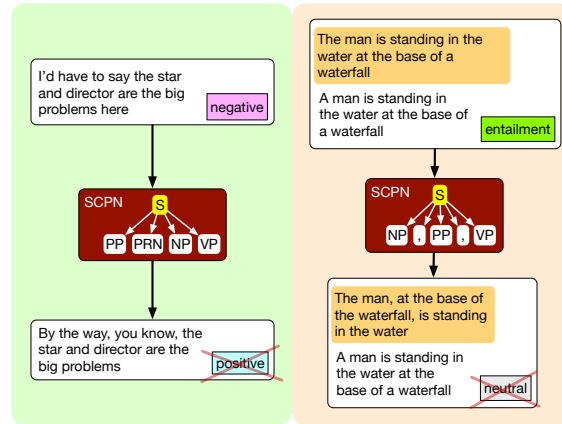 I'd have to say the star
and director are the big
problems here
negative
SCPN
S
PP PRN NP VP
By the way, you know, the
star and director are the
big problems
positive
The man is standing in the
water at the base of a
waterfall
A man is standing in
the water at the base of
a waterfall
entailment
SCPN
S
NP , PP , VP
The man, at the base of
the waterfall, is standing
in the water
A man is standing in
the water at the
base of a waterfall
neutral